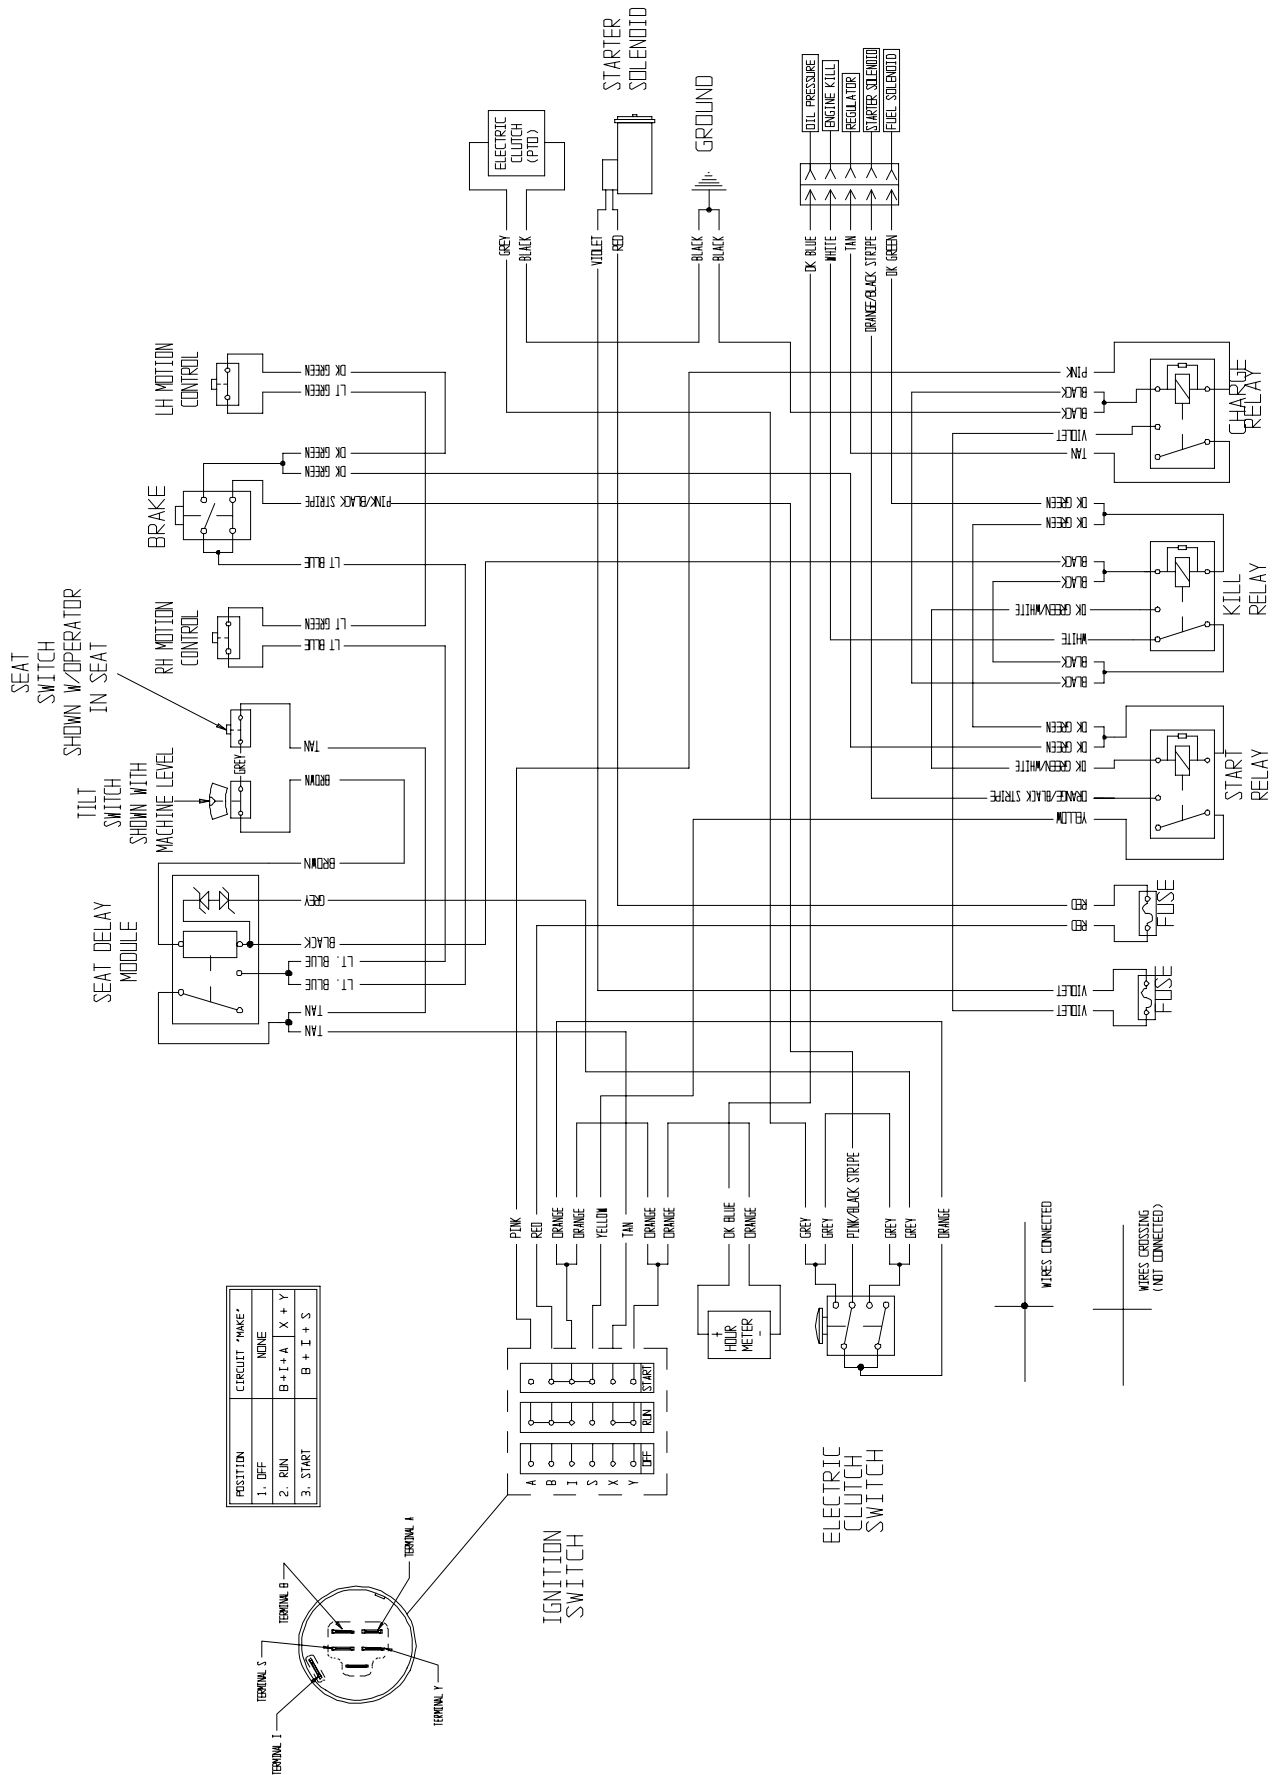 STARTER
SOLENOID
ELECTRIC
CLUTCH
(PTO)
GROUND
OIL PRESSURE
ENGINE KILL
REGULATOR
STARTER SOLENOID
FUEL SOLENOID
GREY
BLACK
VIOLET
RED
BLACK
BLACK
DK BLUE
WHITE
TAN
ORANGE/BLACK STRIPE
DK GREEN
LH MOTION
CONTROL
DK GREEN
LT GREEN
BRAKE
DK GREEN
DK GREEN
PINK/BLACK STRIPE
LT BLUE
RH MOTION
CONTROL
LT GREEN
LT BLUE
SEAT
SWITCH
SHOWN W/OPERATOR
IN SEAT
TAN
GREY
TILT
SWITCH
SHOWN WITH
MACHINE LEVEL
BROWN
BROWN
SEAT DELAY
MODULE
GREY
BLACK
LT. BLUE
LT. BLUE
TAN
TAN
PINK
BLACK
BLACK
VIOLET
TAN
CHARGE
RELAY
DK GREEN
DK GREEN
BLACK
BLACK
DK GREEN/WHITE
WHITE
BLACK
BLACK
KILL
RELAY
DK GREEN
DK GREEN
DK GREEN/WHITE
ORANGE/BLACK STRIPE
YELLOW
START
RELAY
RED
RED
FUSE
VIOLET
VIOLET
FUSE
PINK
RED
ORANGE
ORANGE
YELLOW
TAN
ORANGE
ORANGE
DK BLUE
ORANGE
GREY
GREY
PINK/BLACK STRIPE
GREY
GREY
ORANGE
WIRES CONNECTED
WIRES CROSSING
(NOT CONNECTED)
+
HOUR
METER
-
START
RUN
OFF
A
B
I
S
X
Y
IGNITION
SWITCH
ELECTRIC
CLUTCH
SWITCH
POSITION CIRCUIT "MAKE"
1. OFF NONE
2. RUN B+I+A X + Y
3. START B + I + S
TERMINAL A
TERMINAL B
TERMINAL S
TERMINAL Y
TERMINAL I